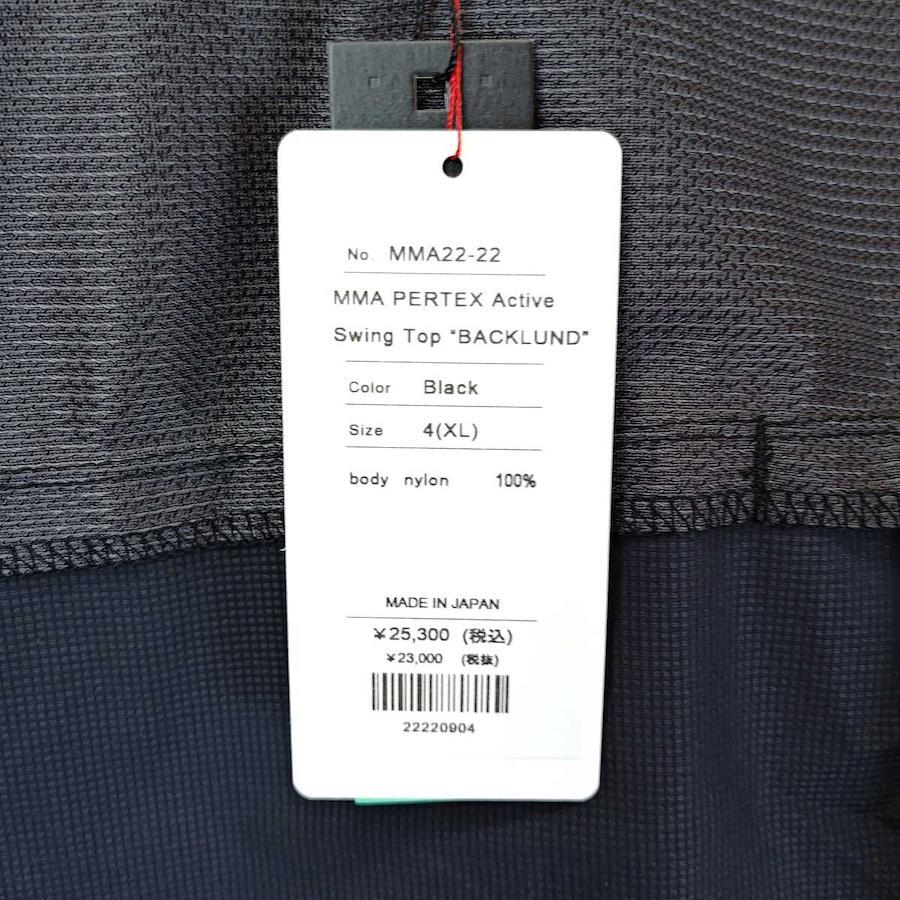 No. MMA22-22
MMA PERTEX Active
Swing Top “BACKLUND”
Color Black
Size 4(XL)
body nylon 100%
MADE IN JAPAN
¥25,300 (税込)
¥23,000 (税抜)
22220904